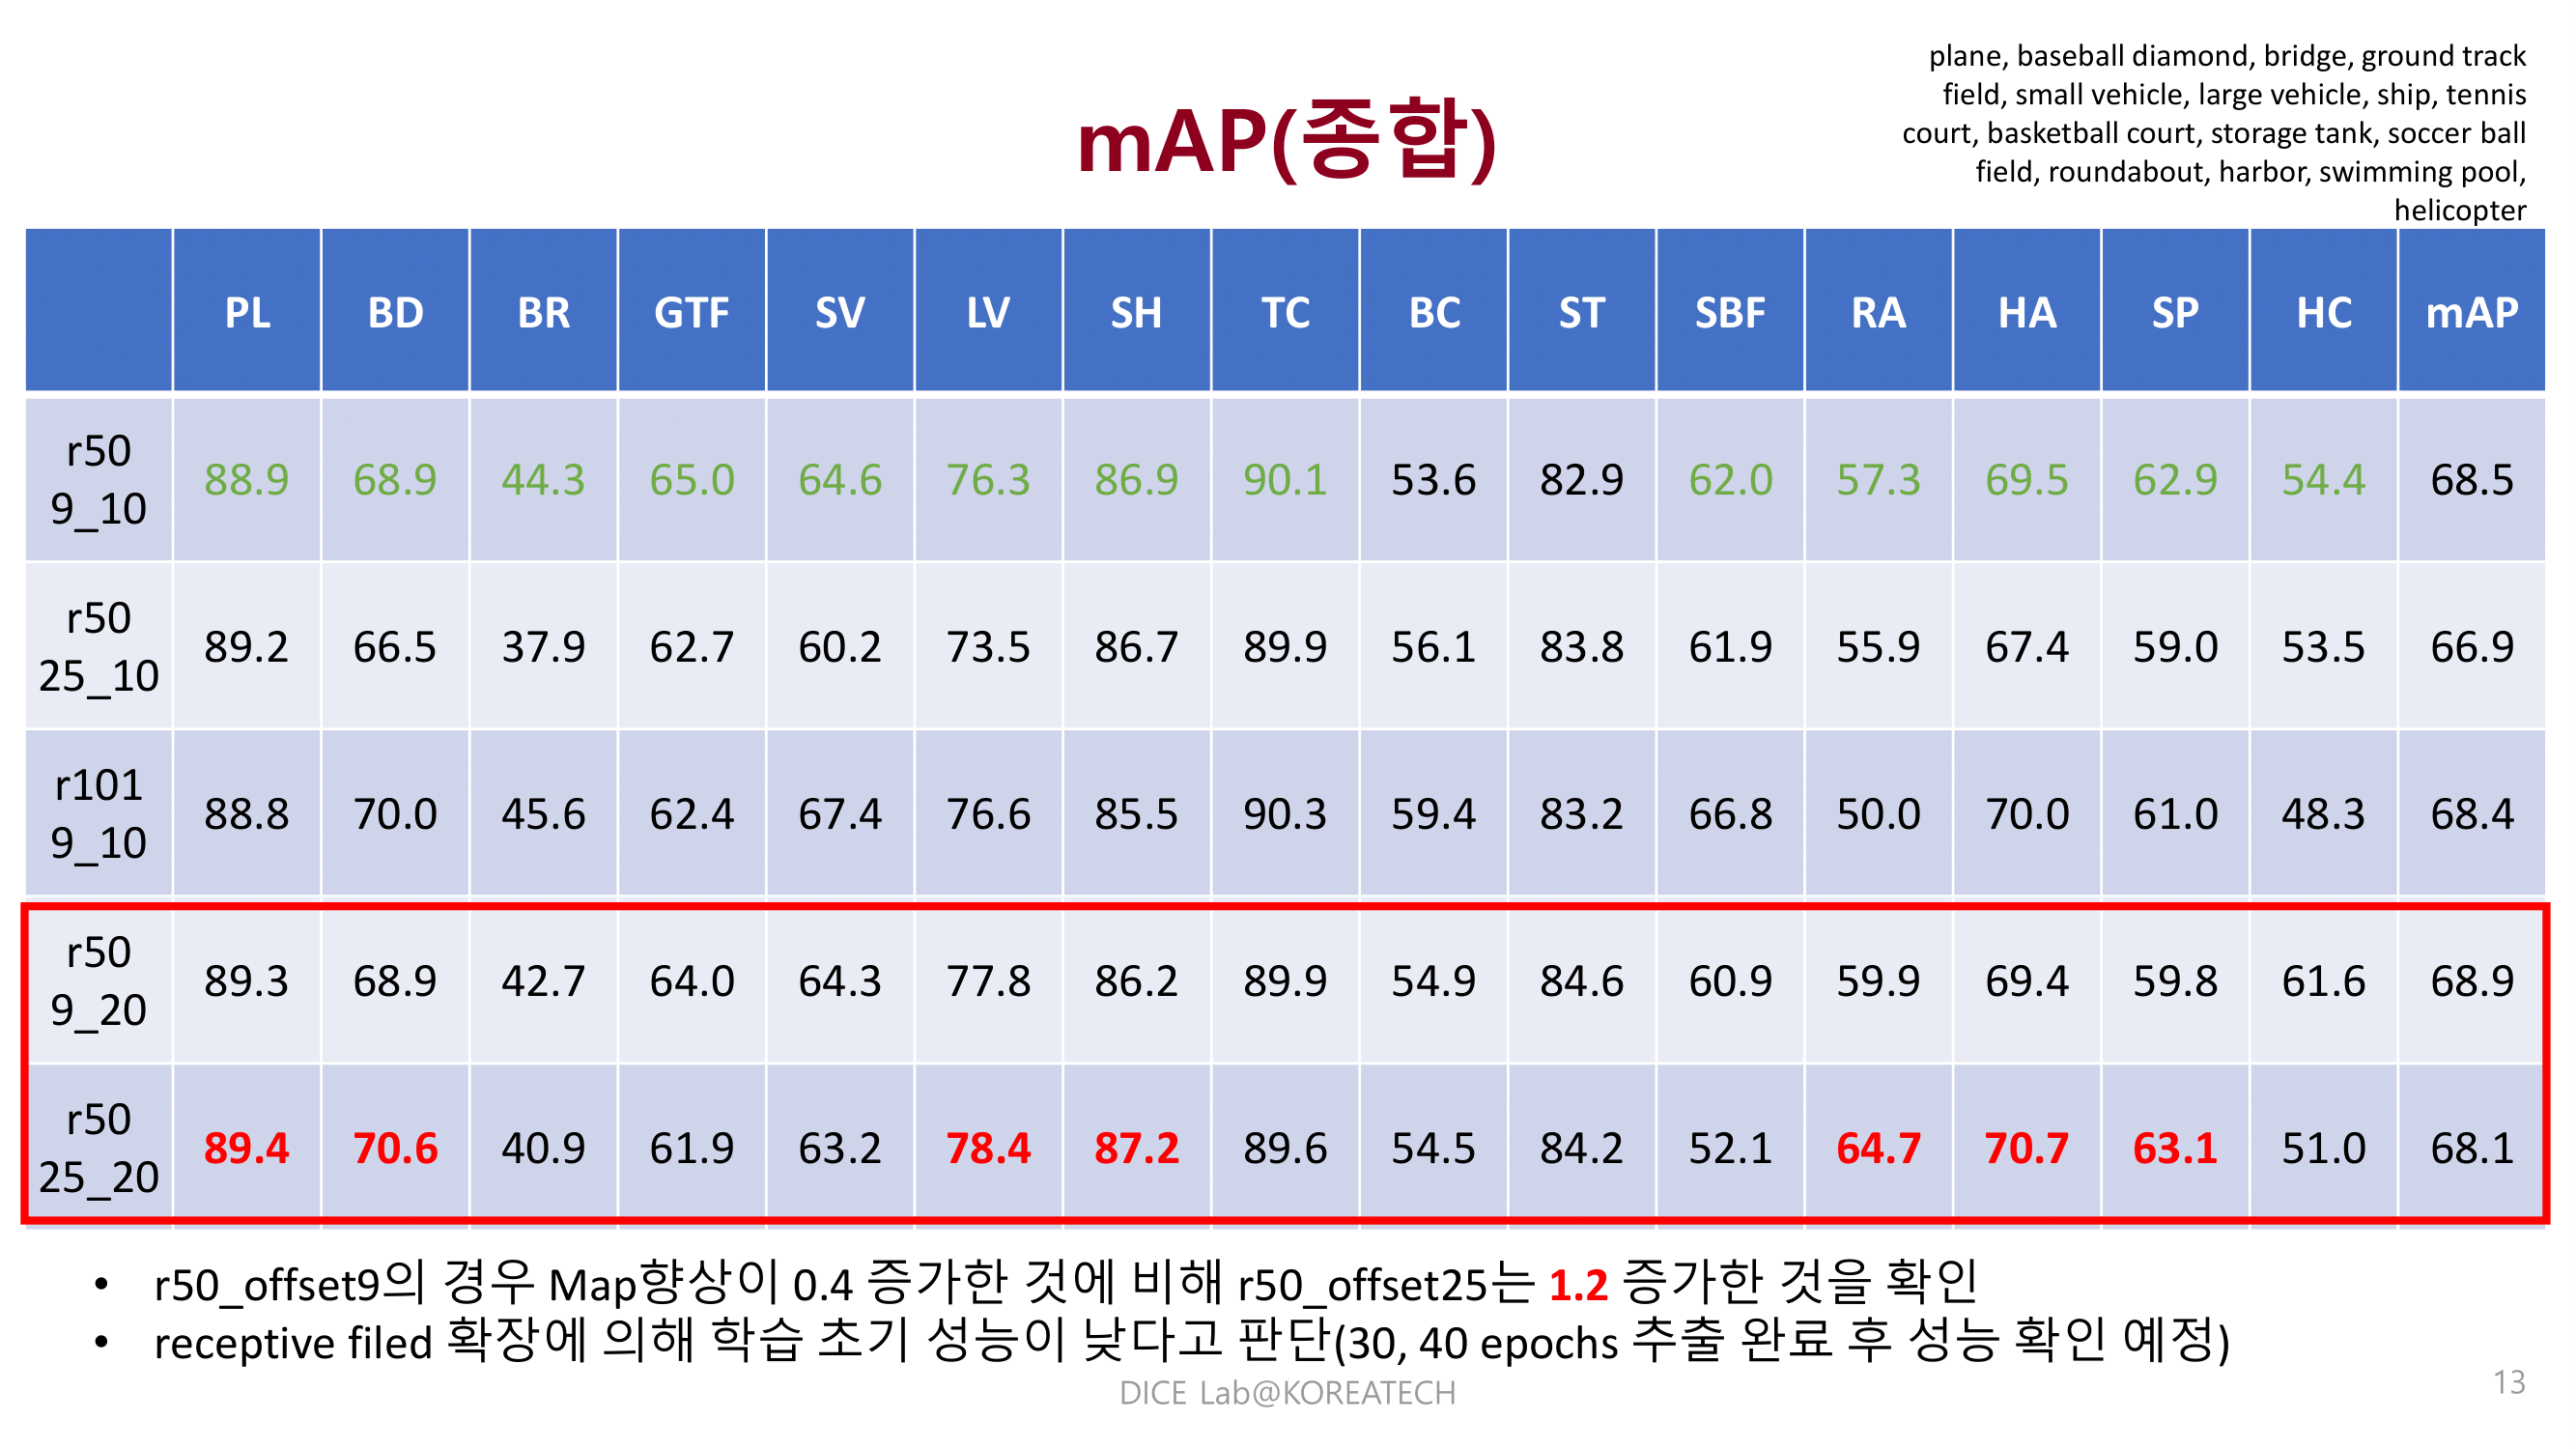 plane, baseball diamond, bridge, ground track
field, small vehicle, large vehicle, ship, tennis
court, basketball court, storage tank, soccer ball
field, roundabout, harbor, swimming pool,
helicopter
mAP(종합)
PL BD BR GTF SV LV SH TC BC ST SBF RA HA SP HC mAP
r50 9_10 88.9 68.9 44.3 65.0 64.6 76.3 86.9 90.1 53.6 82.9 62.0 57.3 69.5 62.9 54.4 68.5
r50 25_10 89.2 66.5 37.9 62.7 60.2 73.5 86.7 89.9 56.1 83.8 61.9 55.9 67.4 59.0 53.5 66.9
r101 9_10 88.8 70.0 45.6 62.4 67.4 76.6 85.5 90.3 59.4 83.2 66.8 50.0 70.0 61.0 48.3 68.4
r50 9_20 89.3 68.9 42.7 64.0 64.3 77.8 86.2 89.9 54.9 84.6 60.9 59.9 69.4 59.8 61.6 68.9
r50 25_20 89.4 70.6 40.9 61.9 63.2 78.4 87.2 89.6 54.5 84.2 52.1 64.7 70.7 63.1 51.0 68.1
• r50_offset9의 경우 Map향상이 0.4 증가한 것에 비해 r50_offset25는 1.2 증가한 것을 확인
• receptive filed 확장에 의해 학습 초기 성능이 낮다고 판단(30, 40 epochs 추출 완료 후 성능 확인 예정)
DICE Lab@KOREATECH
13